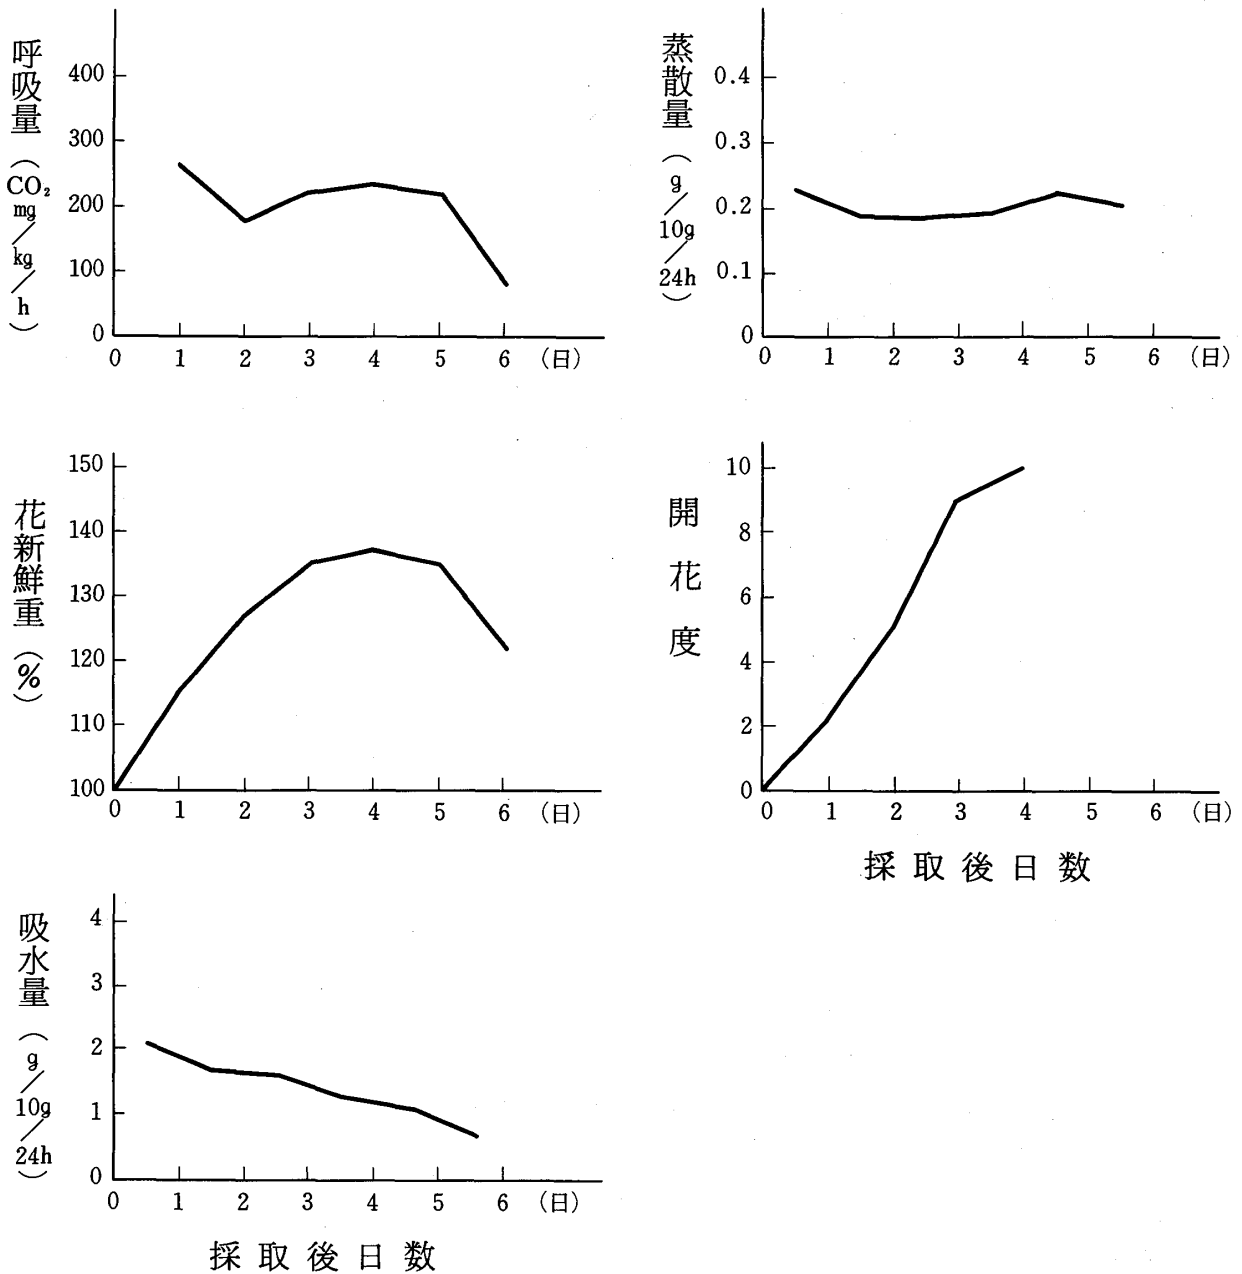 呼吸量（CO₂mg／kg／h）
400
300
200
100
0
0 1 2 3 4 5 6 （日）
蒸散量（g／10g／24h）
0.4
0.3
0.2
0.1
0
0 1 2 3 4 5 6 （日）
花新鮮重（％）
150
140
130
120
110
100
0 1 2 3 4 5 6 （日）
開花度
10
8
6
4
2
0
0 1 2 3 4 5 6 （日）
採取後日数
吸水量（g／10g／24h）
4
3
2
1
0
0 1 2 3 4 5 6 （日）
採取後日数